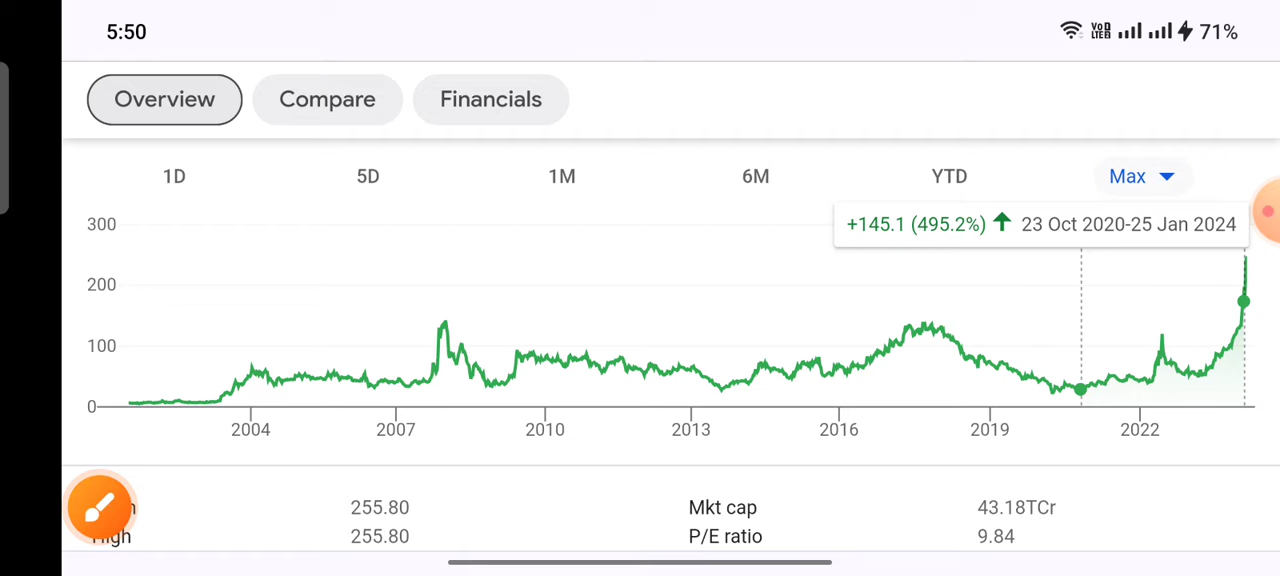 5:50 VoD LTED 71%
Overview Compare Financials
1D 5D 1M 6M YTD Max
+145.1 (495.2%) 23 Oct 2020-25 Jan 2024
300
200
100
0
2004 2007 2010 2013 2016 2019 2022
255.80 Mkt cap 43.18TCr
High 255.80 P/E ratio 9.84